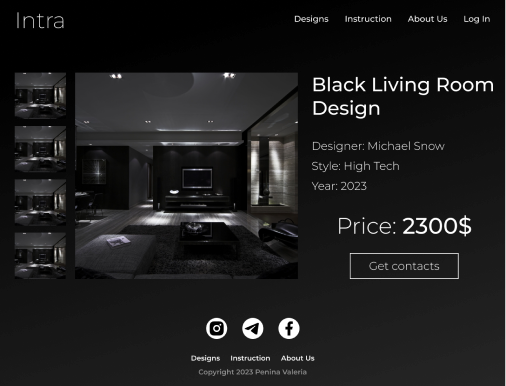 Intra
Designs Instruction About Us Log In
Black Living Room
Design
Designer: Michael Snow
Style: High Tech
Year: 2023
Price: 2300$
Get contacts
Designs Instruction About Us
Copyright 2023 Penina Valeria